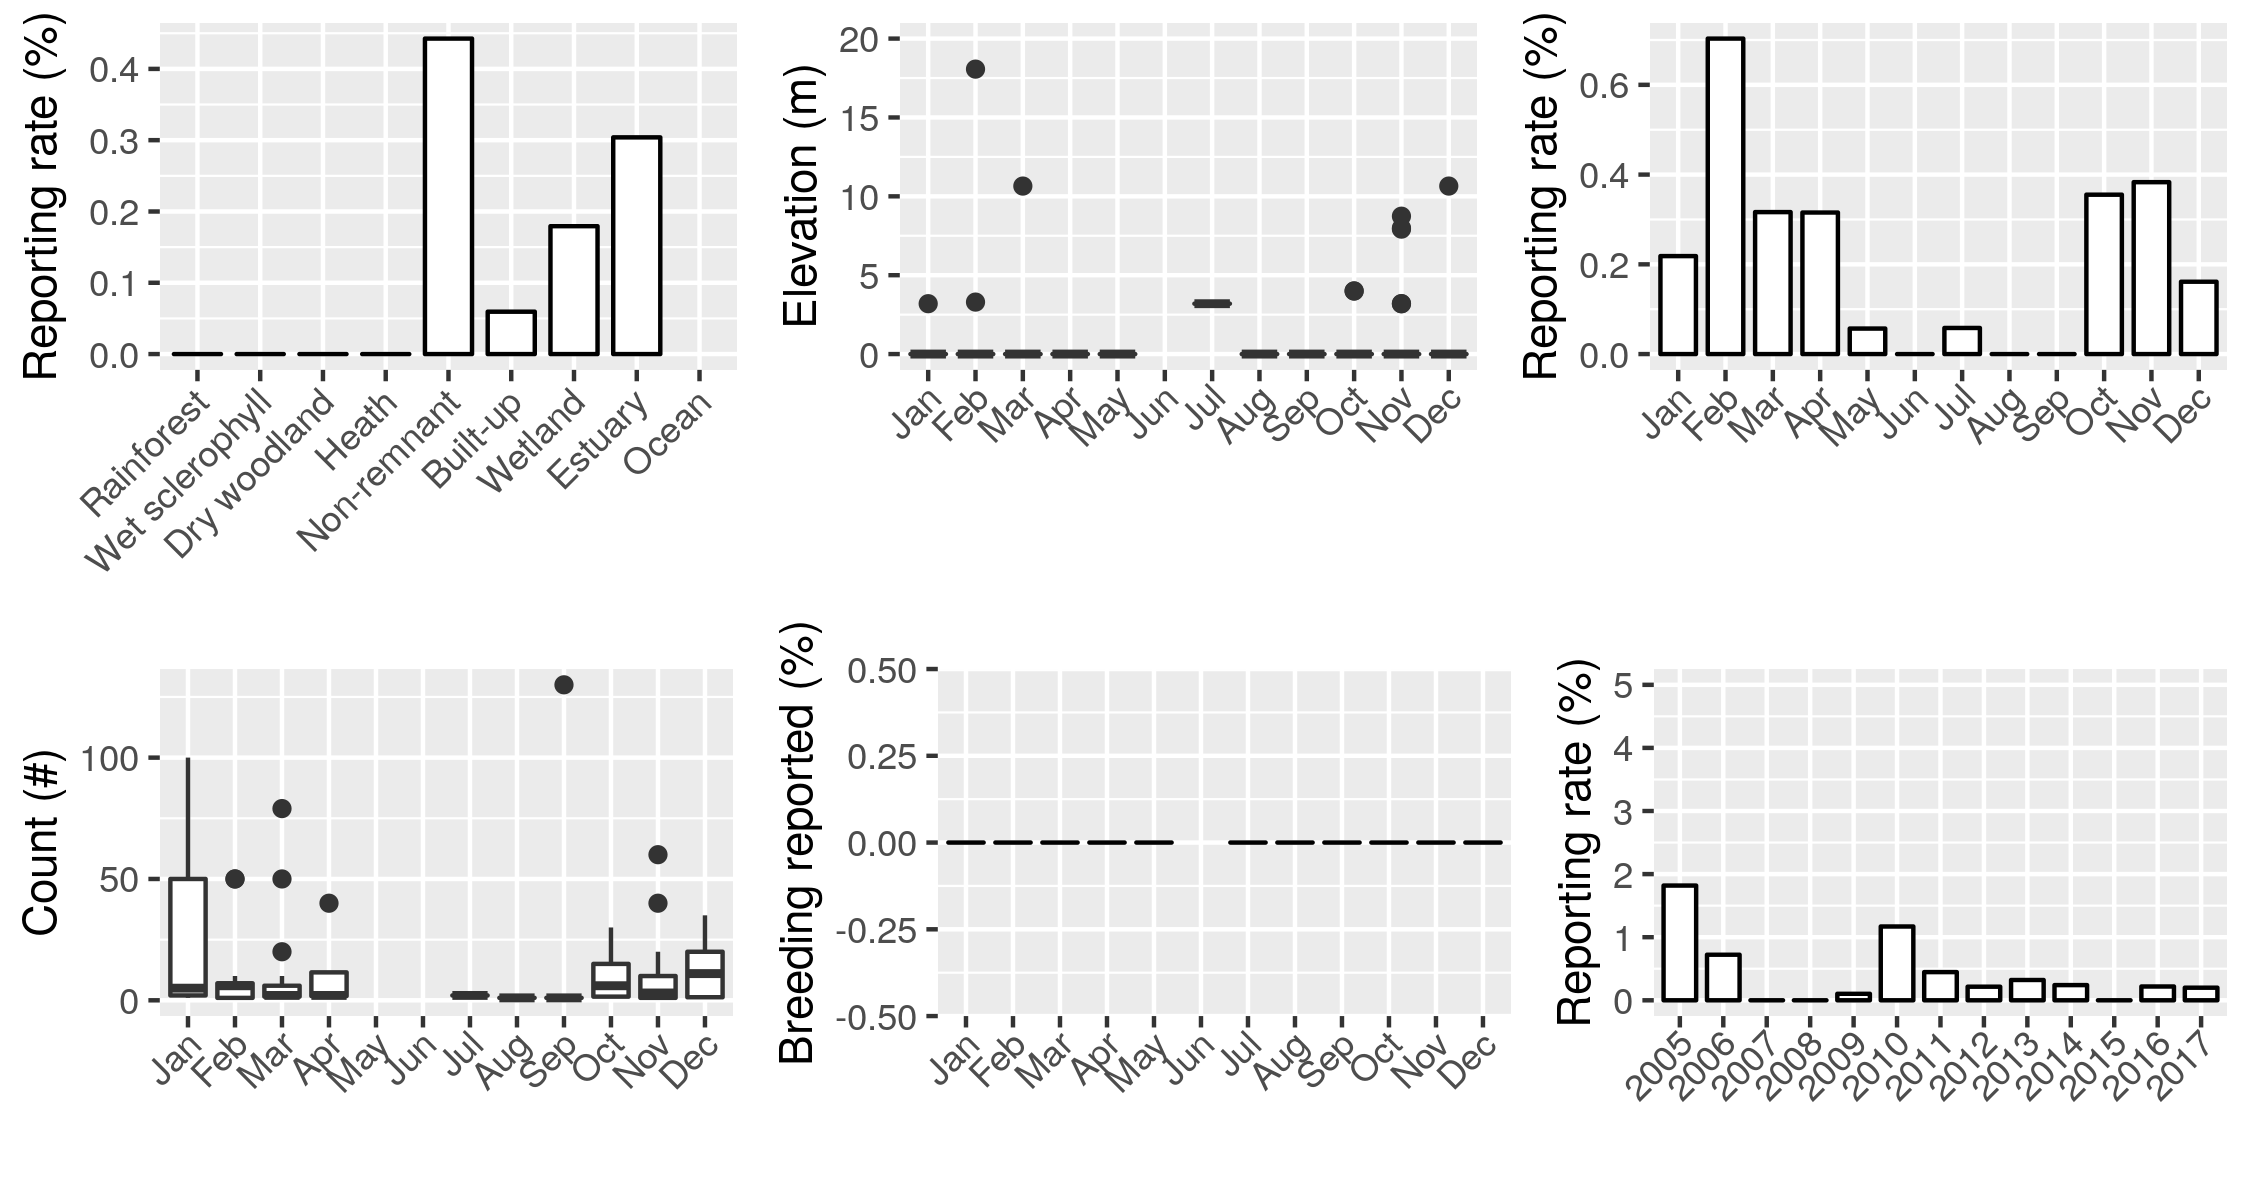 Reporting rate (%)
0.4
0.3
0.2
0.1
0.0
Rainforest
Wet sclerophyll
Dry woodland
Heath
Non-remnant
Built-up
Wetland
Estuary
Ocean
Elevation (m)
20
15
10
5
0
Jan
Feb
Mar
Apr
May
Jun
Jul
Aug
Sep
Oct
Nov
Dec
Reporting rate (%)
0.6
0.4
0.2
0.0
Jan
Feb
Mar
Apr
May
Jun
Jul
Aug
Sep
Oct
Nov
Dec
Count (#)
100
50
0
Jan
Feb
Mar
Apr
May
Jun
Jul
Aug
Sep
Oct
Nov
Dec
Breeding reported (%)
0.50
0.25
0.00
-0.25
-0.50
Jan
Feb
Mar
Apr
May
Jun
Jul
Aug
Sep
Oct
Nov
Dec
Reporting rate (%)
5
4
3
2
1
0
2005
2006
2007
2008
2009
2010
2011
2012
2013
2014
2015
2016
2017